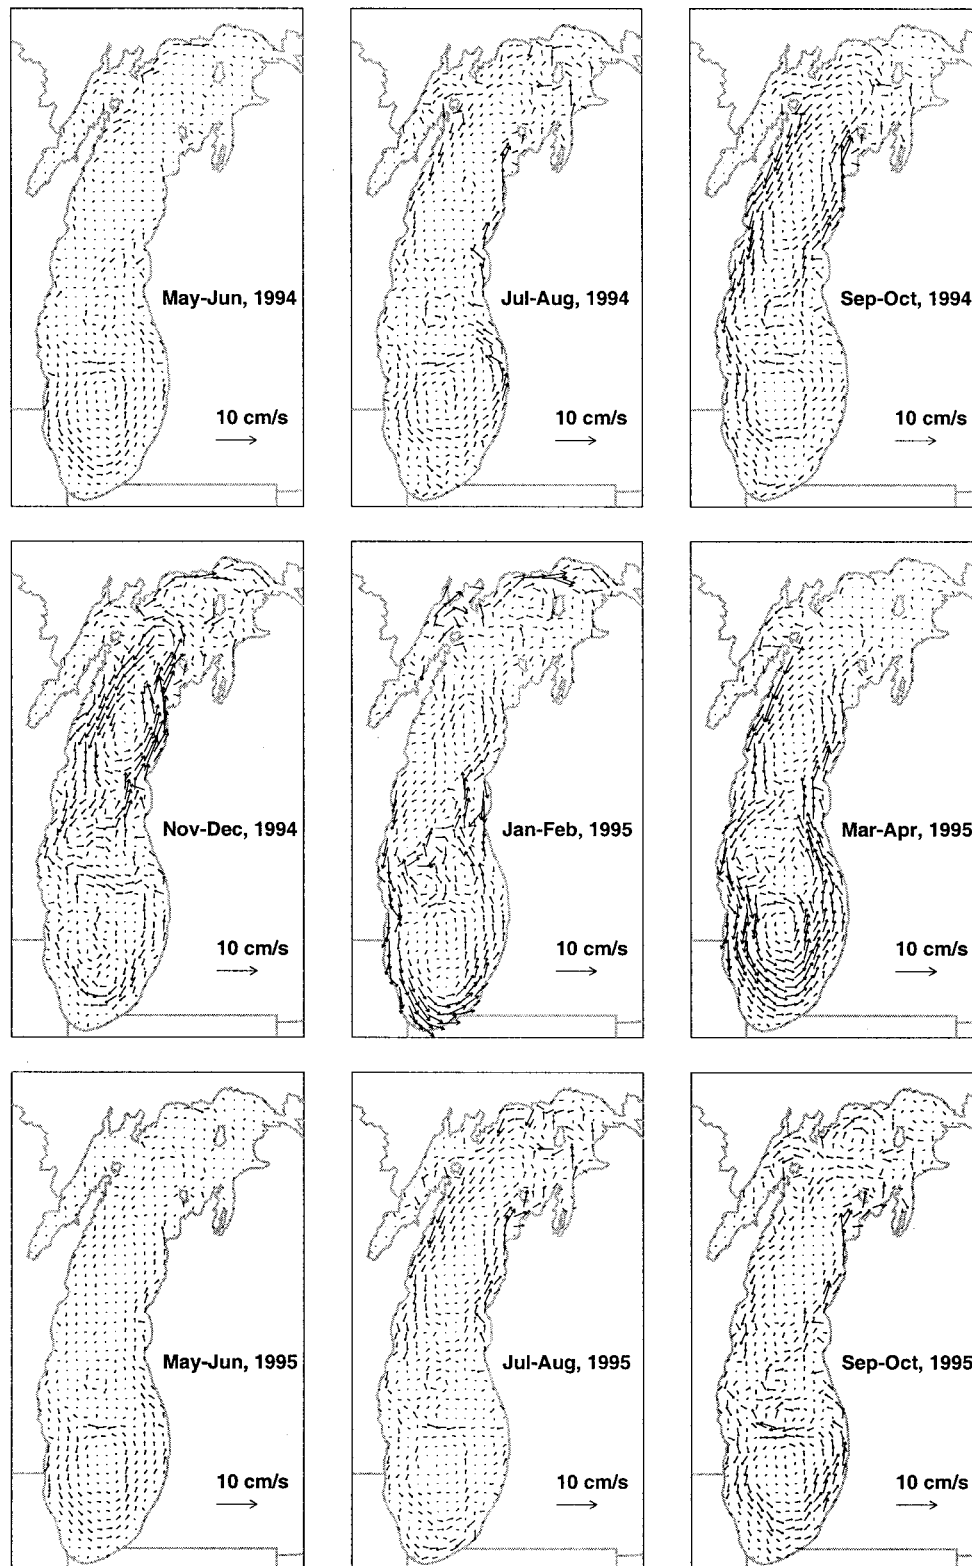 May-Jun, 1994
10 cm/s
Jul-Aug, 1994
10 cm/s
Sep-Oct, 1994
10 cm/s
Nov-Dec, 1994
10 cm/s
Jan-Feb, 1995
10 cm/s
Mar-Apr, 1995
10 cm/s
May-Jun, 1995
10 cm/s
Jul-Aug, 1995
10 cm/s
Sep-Oct, 1995
10 cm/s